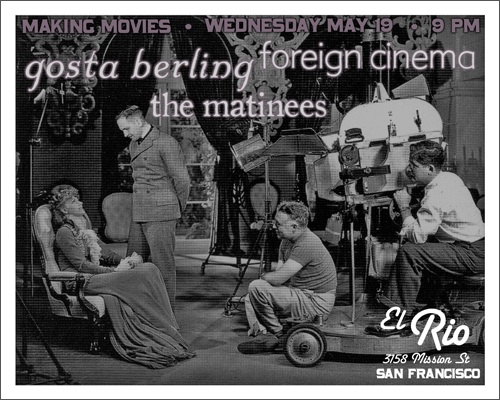 MAKING MOVIES • WEDNESDAY MAY 19 • 9 PM
gosta berling foreign cinema
the matinees
El Rio
3158 Mission St
SAN FRANCISCO